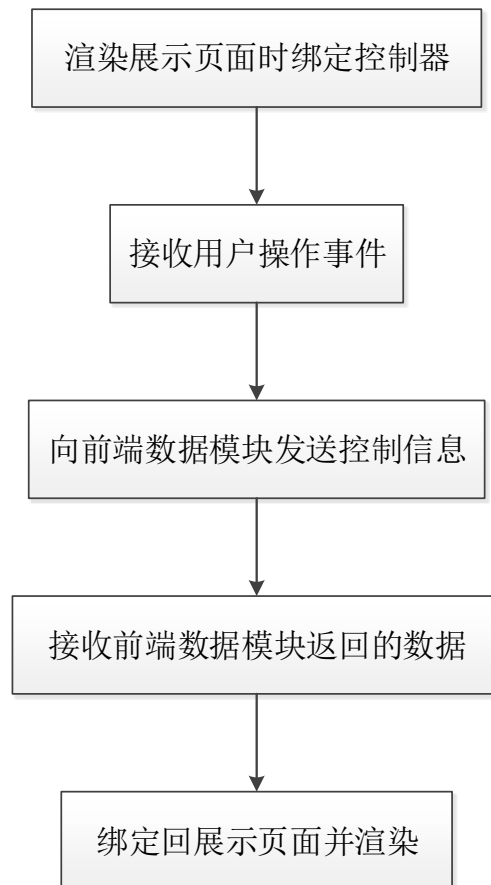 渲染展示页面时绑定控制器
接收用户操作事件
向前端数据模块发送控制信息
接收前端数据模块返回的数据
绑定回展示页面并渲染